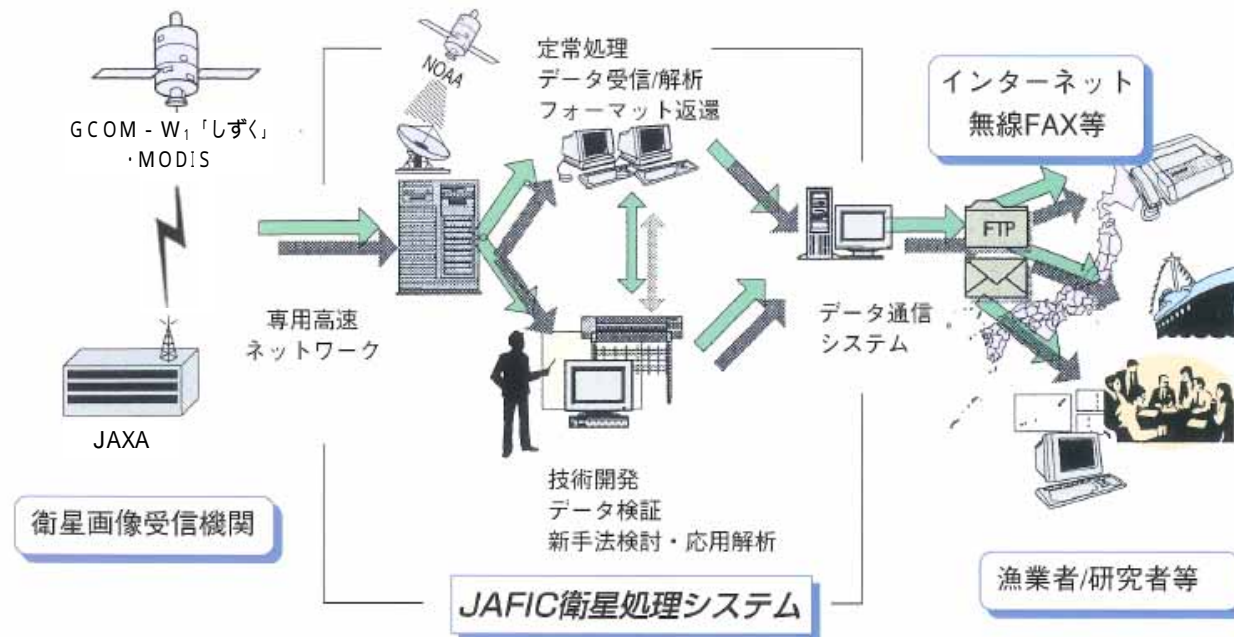 GCOM-W₁「しずく」
・MODIS
JAXA
衛星画像受信機関
専用高速
ネットワーク
NOAA
定常処理
データ受信/解析
フォーマット返還
技術開発
データ検証
新手法検討・応用解析
JAFIC衛星処理システム
データ通信
システム
インターネット
無線FAX等
FTP
漁業者/研究者等